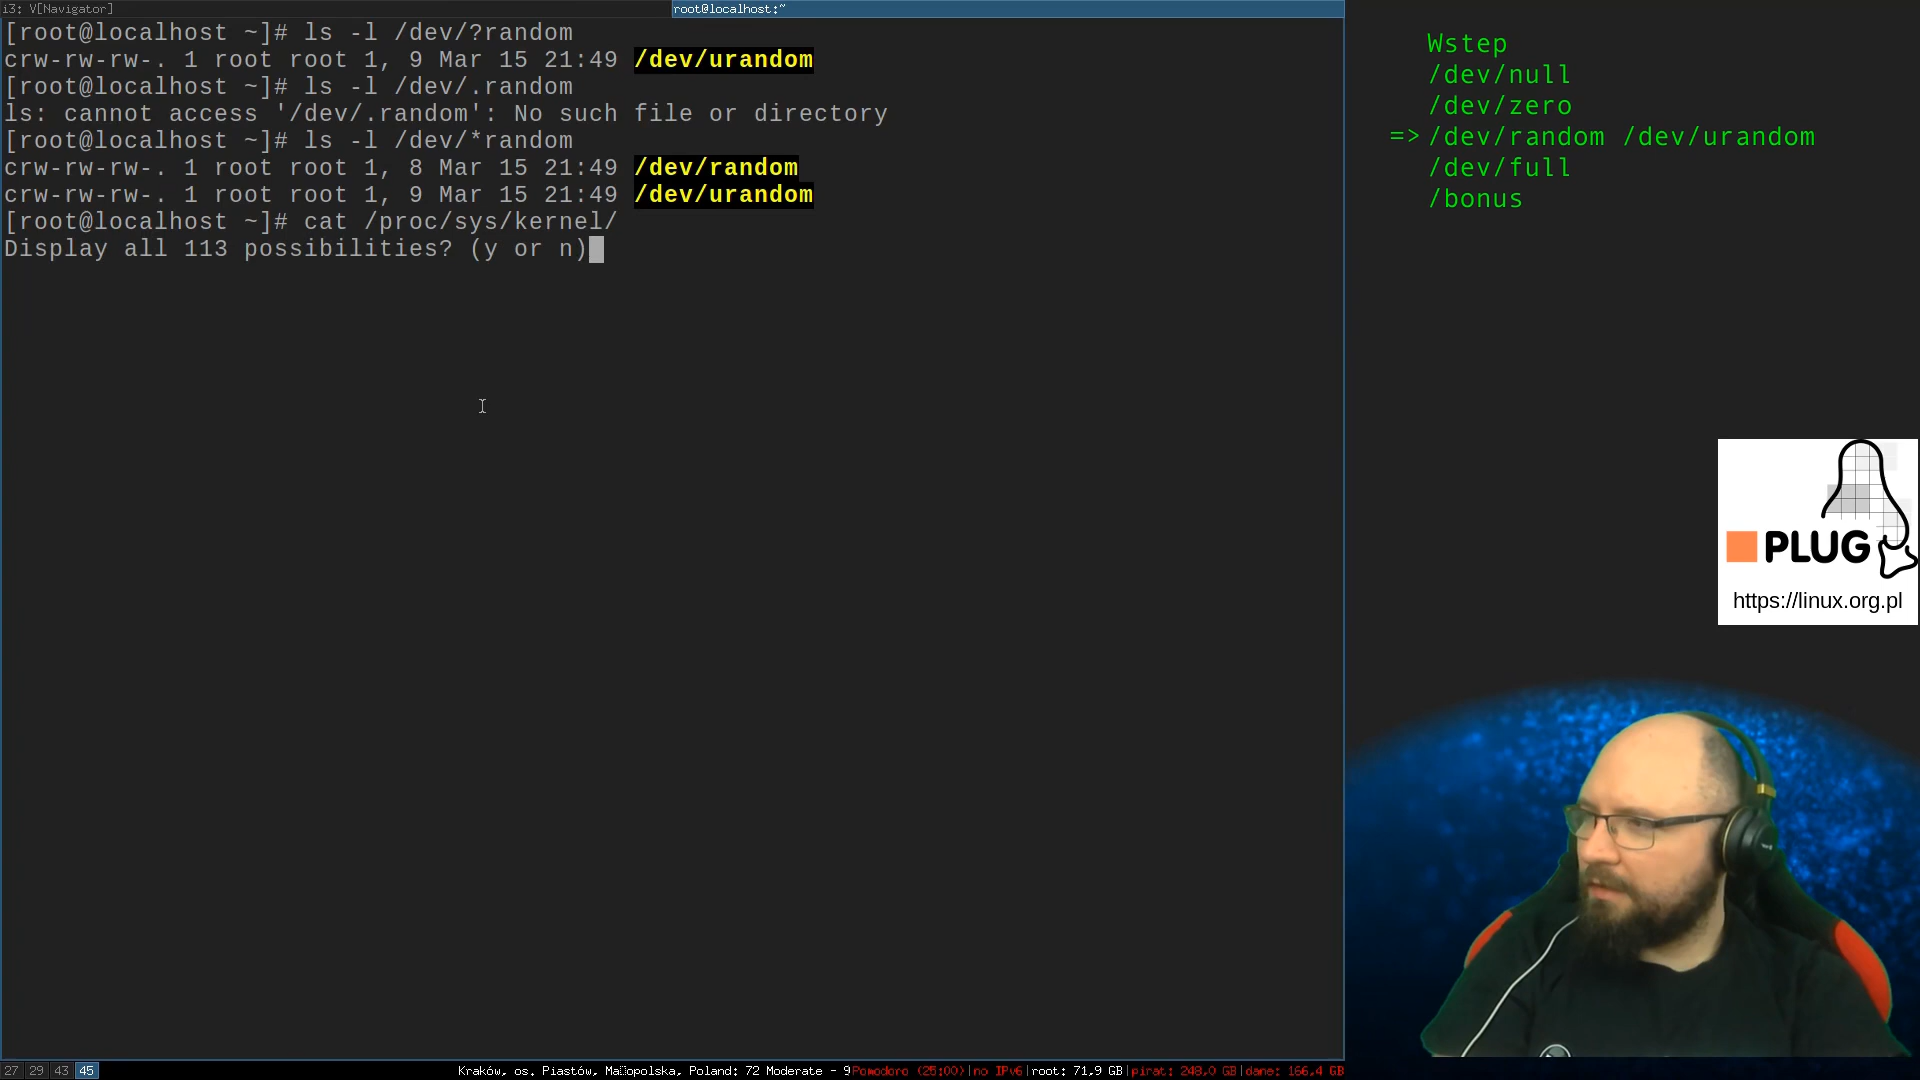 i3: V[Navigator]
root@localhost:~
[root@localhost ~]# ls -l /dev/?random
crw-rw-rw-. 1 root root 1, 9 Mar 15 21:49 /dev/urandom
[root@localhost ~]# ls -l /dev/.random
ls: cannot access '/dev/.random': No such file or directory
[root@localhost ~]# ls -l /dev/*random
crw-rw-rw-. 1 root root 1, 8 Mar 15 21:49 /dev/random
crw-rw-rw-. 1 root root 1, 9 Mar 15 21:49 /dev/urandom
[root@localhost ~]# cat /proc/sys/kernel/
Display all 113 possibilities? (y or n)
Wstep
/dev/null
/dev/zero
=> /dev/random /dev/urandom
/dev/full
/bonus
PLUG
https://linux.org.pl
27 29 43 45
Kraków, os. Piastów, Małopolska, Poland: 72 Moderate - 9 Pomodoro (25:00)|no IPv6|root: 71,9 GB|pirat: 248,0 GB|dane: 166,4 GB